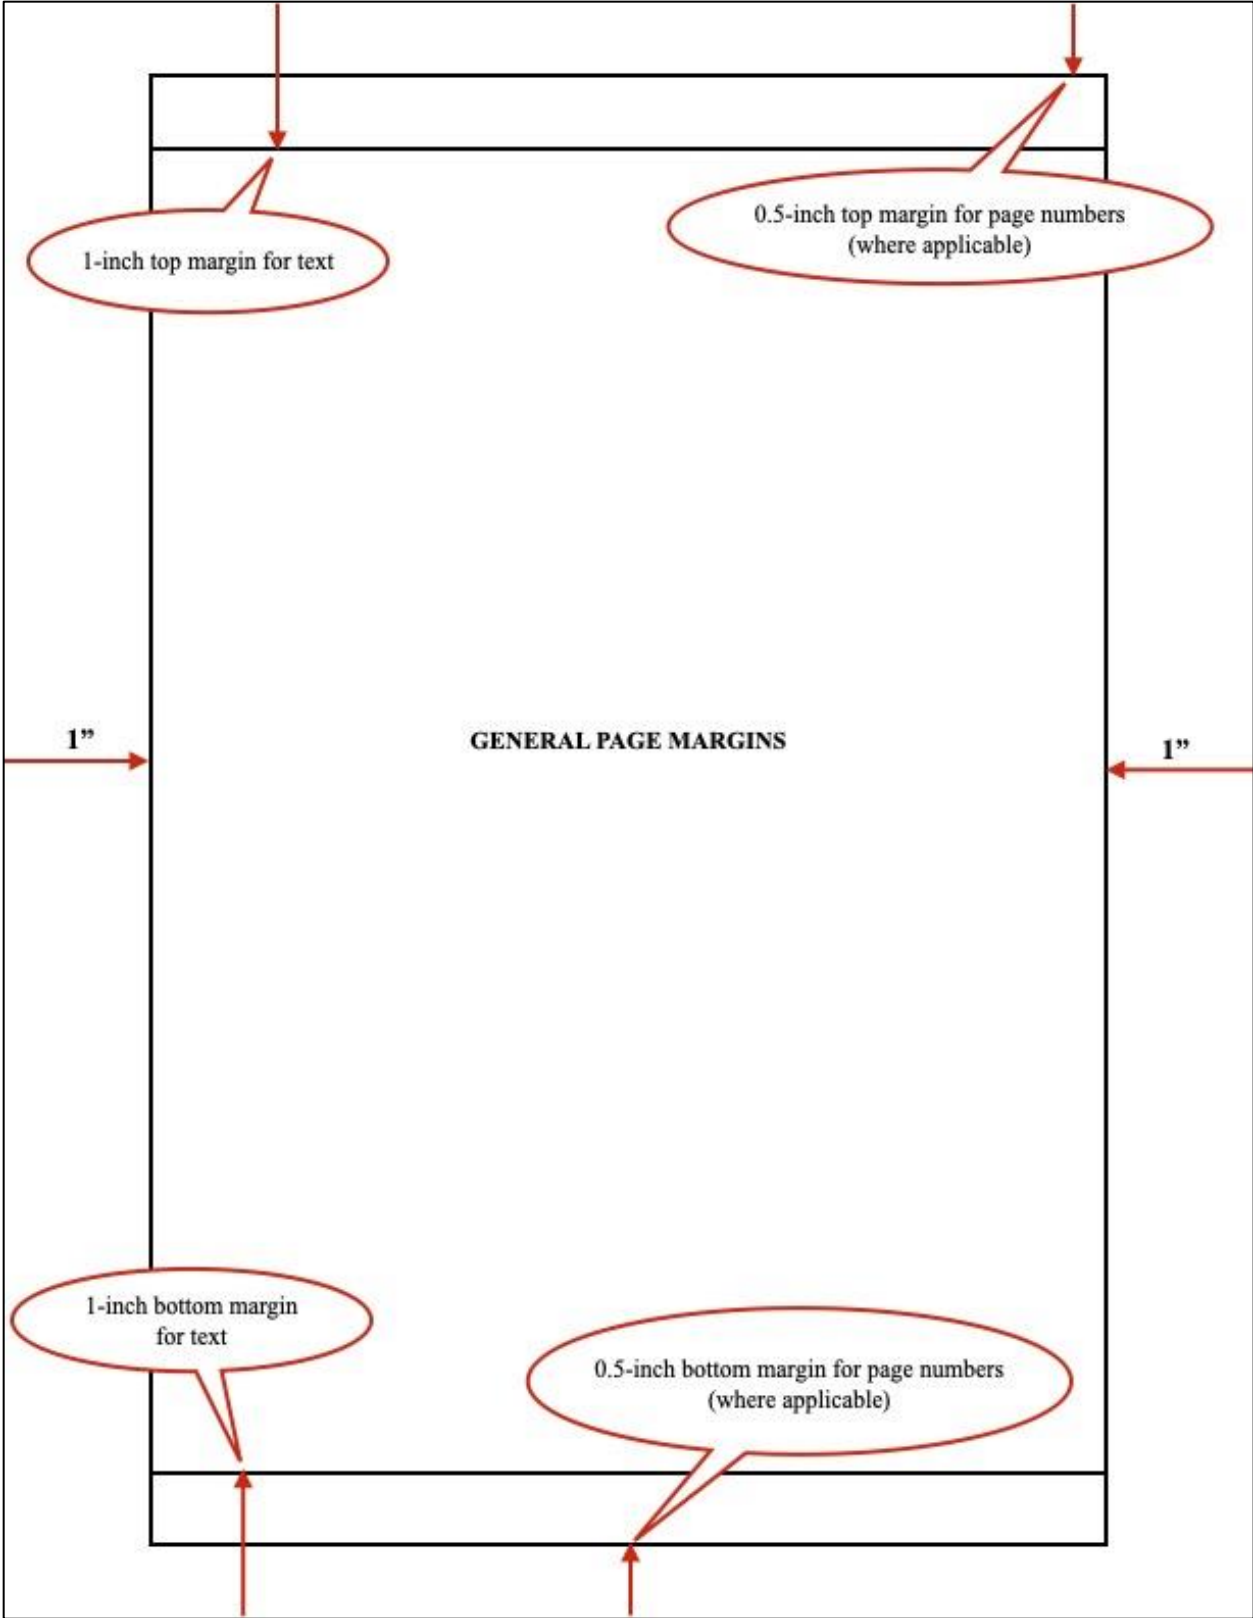 1-inch top margin for text
0.5-inch top margin for page numbers
(where applicable)
1”
GENERAL PAGE MARGINS
1”
1-inch bottom margin
for text
0.5-inch bottom margin for page numbers
(where applicable)